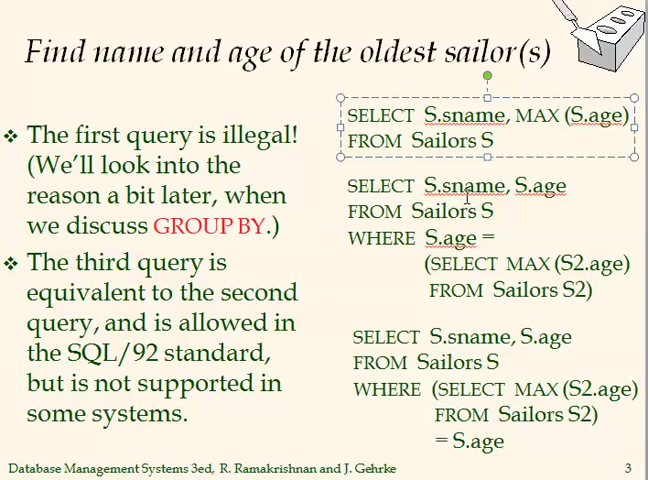 Find name and age of the oldest sailor(s)
❖ The first query is illegal!
(We'll look into the
reason a bit later, when
we discuss GROUP BY.)
❖ The third query is
equivalent to the second
query, and is allowed in
the SQL/92 standard,
but is not supported in
some systems.
SELECT S.sname, MAX (S.age)
FROM Sailors S
SELECT S.sname, S.age
FROM Sailors S
WHERE S.age =
(SELECT MAX (S2.age)
FROM Sailors S2)
SELECT S.sname, S.age
FROM Sailors S
WHERE (SELECT MAX (S2.age)
FROM Sailors S2)
= S.age
Database Management Systems 3ed, R. Ramakrishnan and J. Gehrke
3